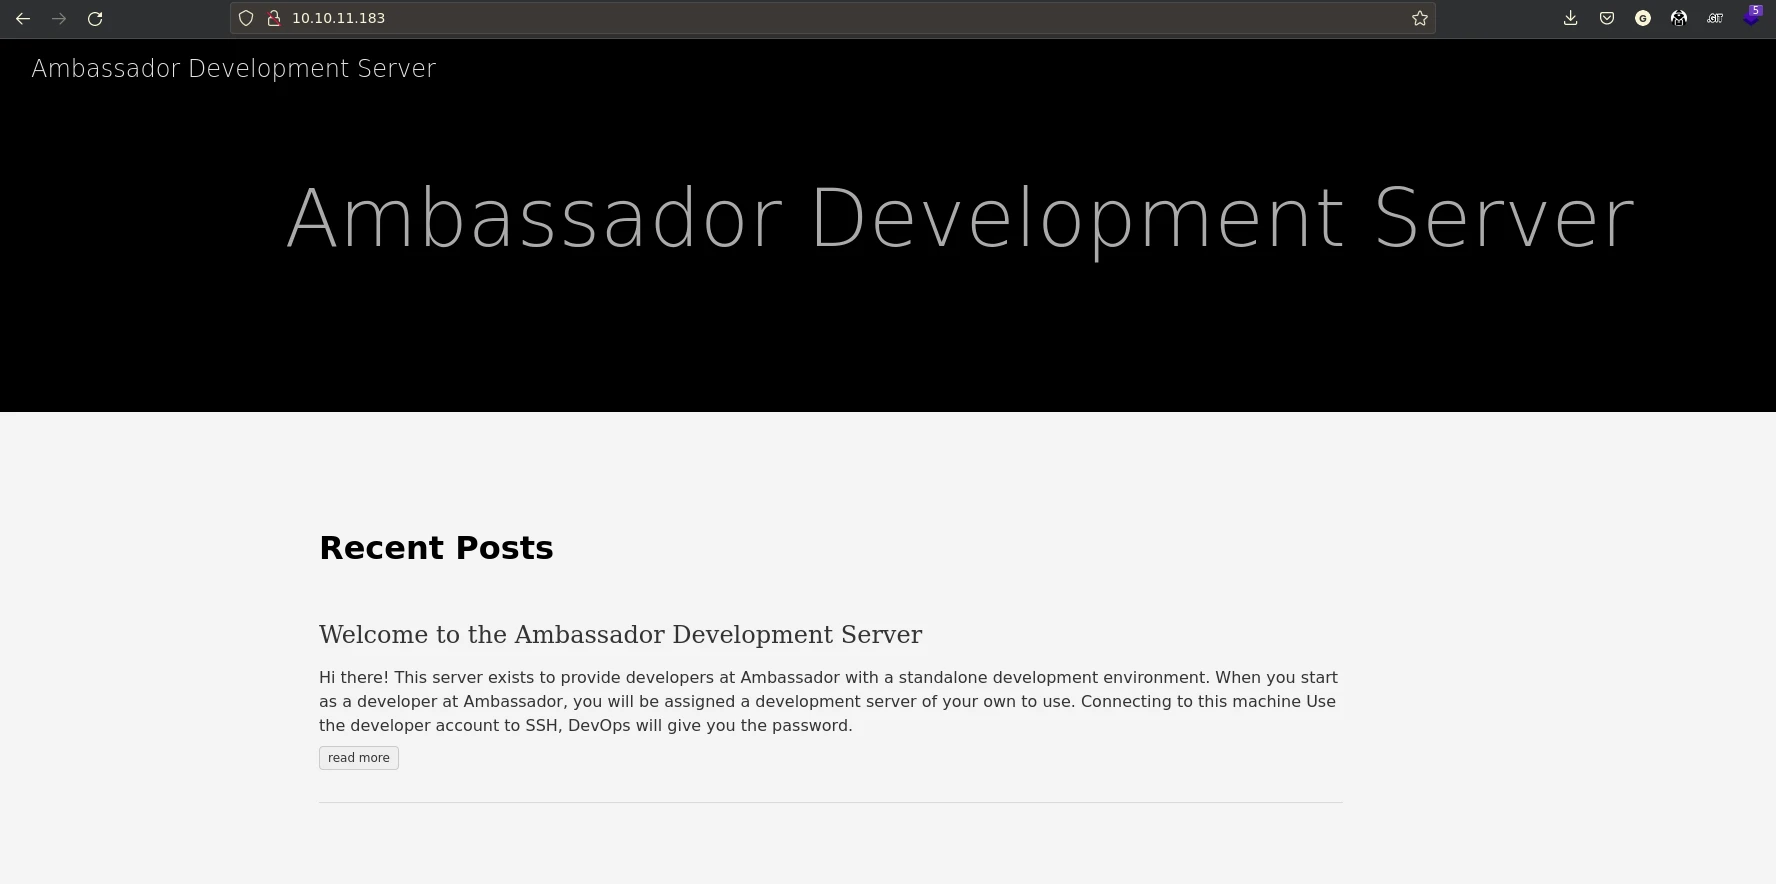 10.10.11.183
G
.GIT
5
Ambassador Development Server
Ambassador Development Server
Recent Posts
Welcome to the Ambassador Development Server
Hi there! This server exists to provide developers at Ambassador with a standalone development environment. When you start
as a developer at Ambassador, you will be assigned a development server of your own to use. Connecting to this machine Use
the developer account to SSH, DevOps will give you the password.
read more